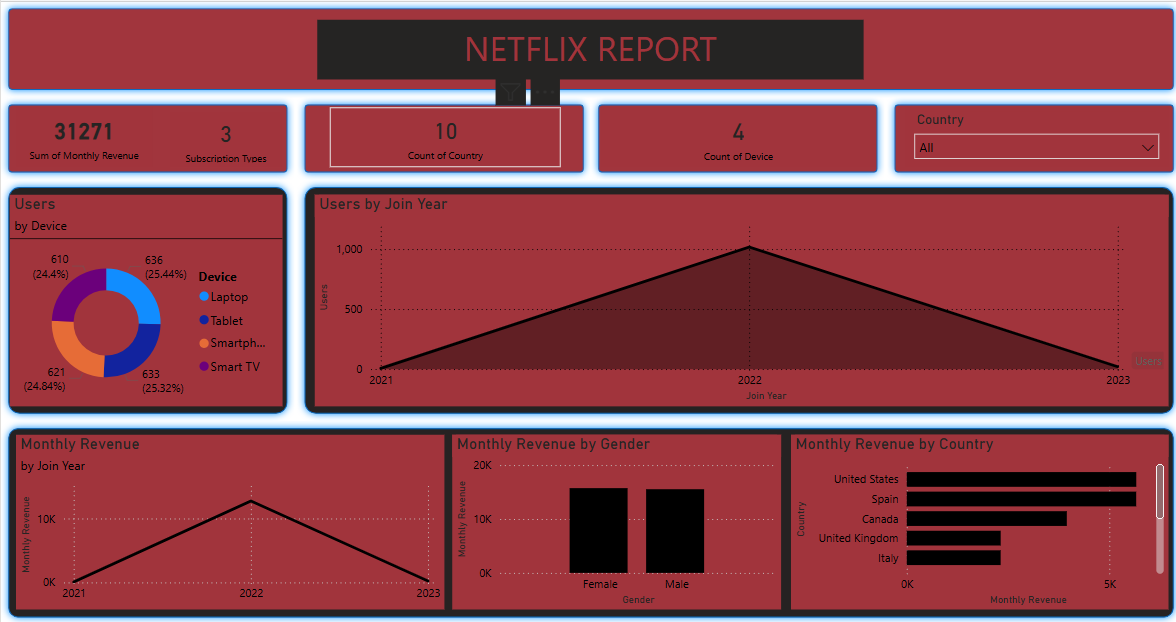 NETFLIX REPORT
31271
Sum of Monthly Revenue
3
Subscription Types
10
Count of Country
4
Count of Device
Country
All
Users
by Device
610
(24.4%)
636
(25.44%)
621
(24.84%)
633
(25.32%)
Device
Laptop
Tablet
Smartph...
Smart TV
Users by Join Year
Users
1,000
500
0
2021 2022 2023
Join Year
Users
Monthly Revenue
by Join Year
Monthly Revenue
10K
0K
2021 2022 2023
Monthly Revenue by Gender
Monthly Revenue
20K
10K
0K
Female Male
Gender
Monthly Revenue by Country
Country
United States
Spain
Canada
United Kingdom
Italy
0K 5K
Monthly Revenue